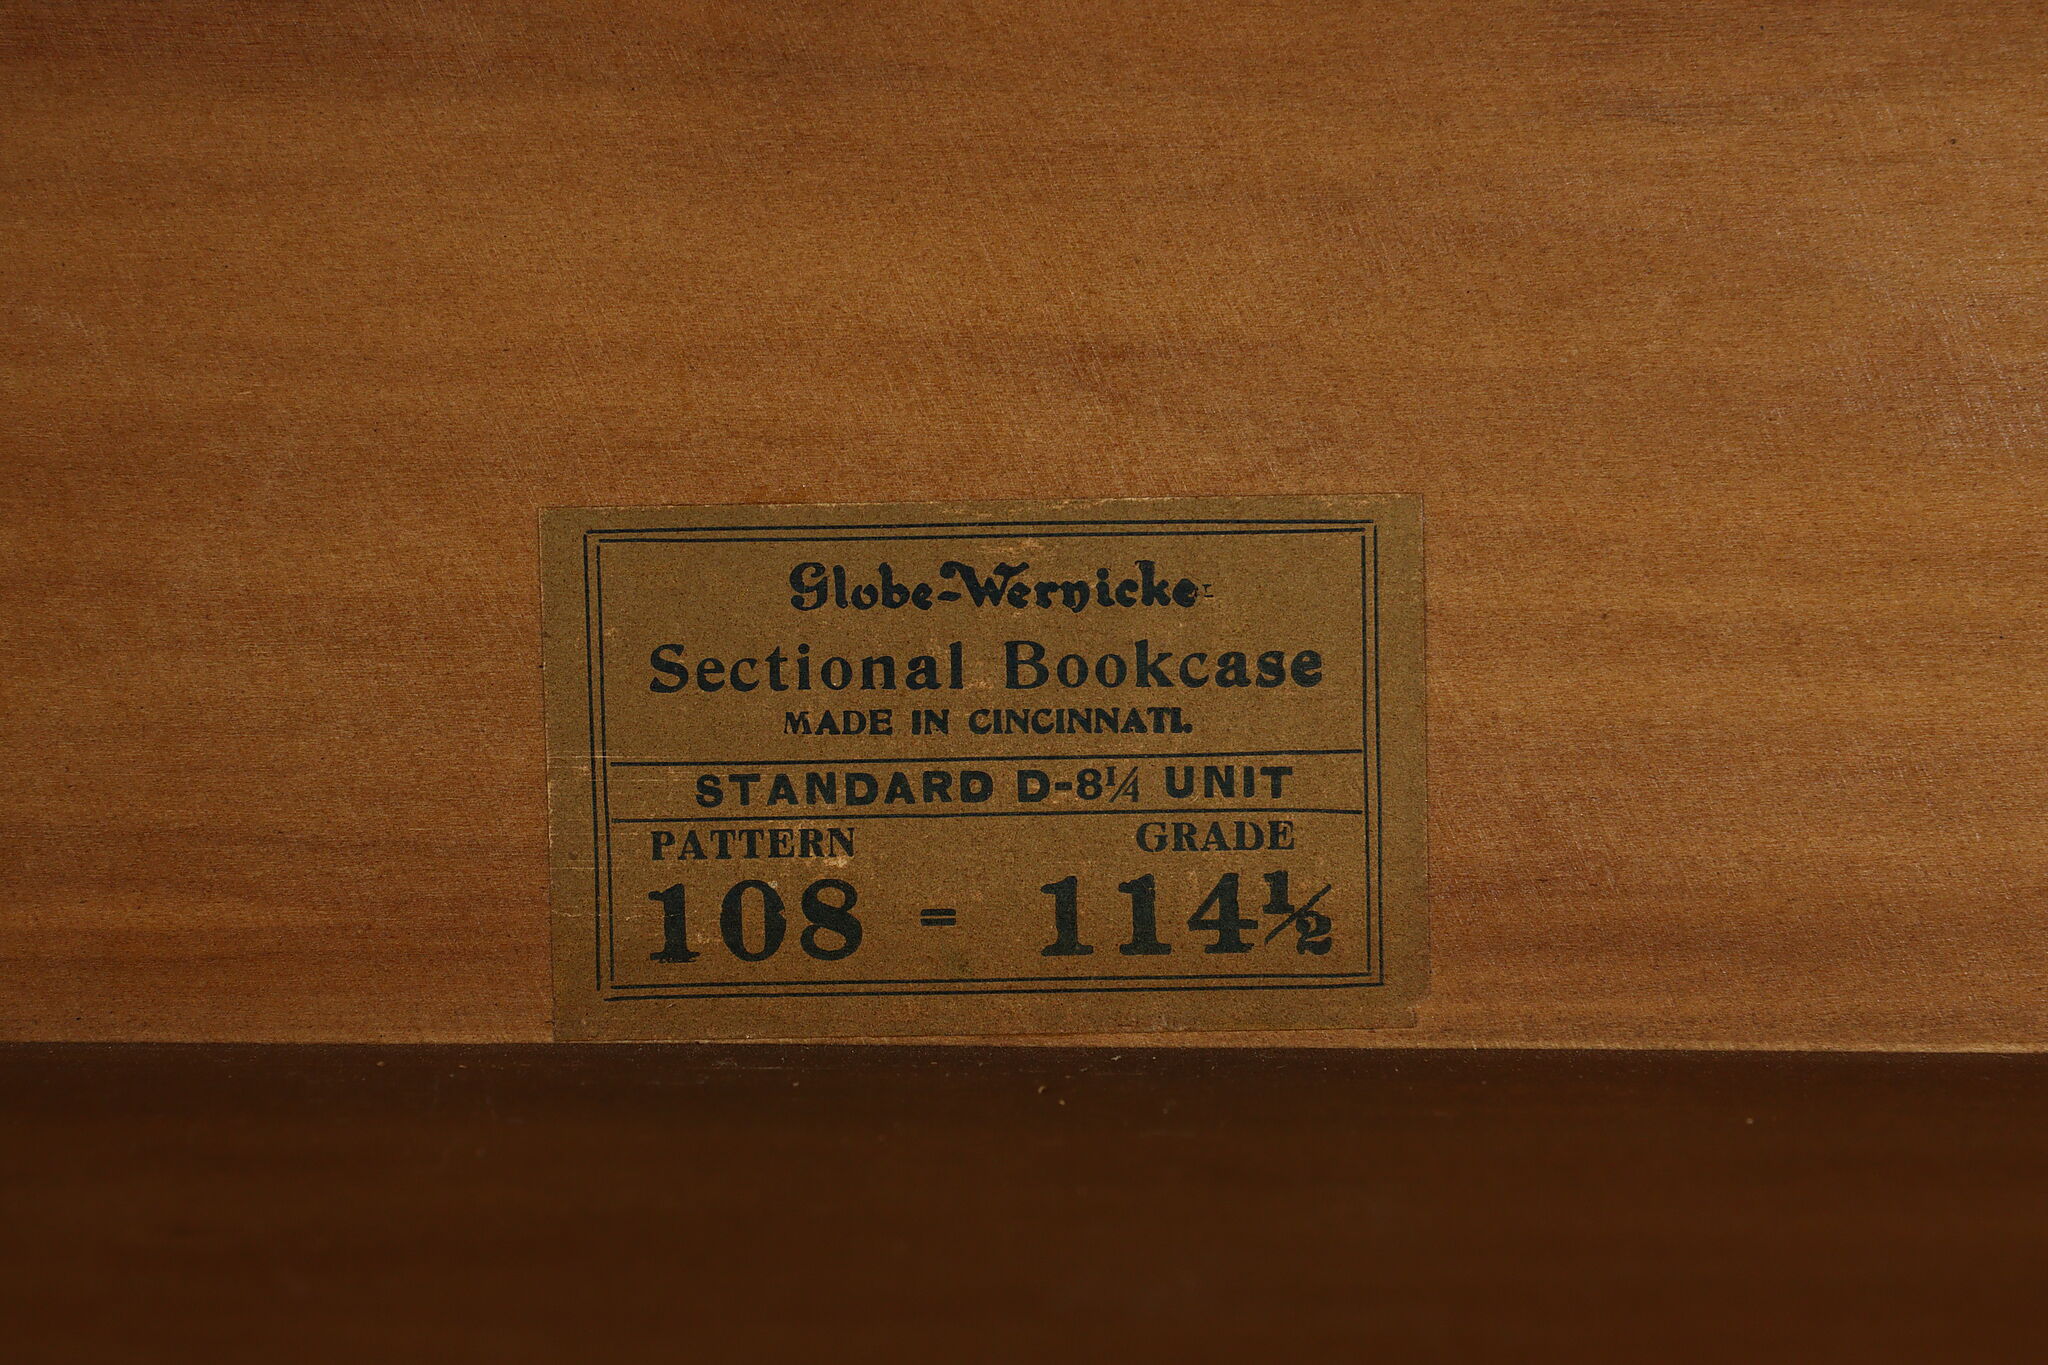 Globe-Wernicke
Sectional Bookcase
MADE IN CINCINNATI.
STANDARD D-8¼ UNIT
PATTERN GRADE
108 = 114½